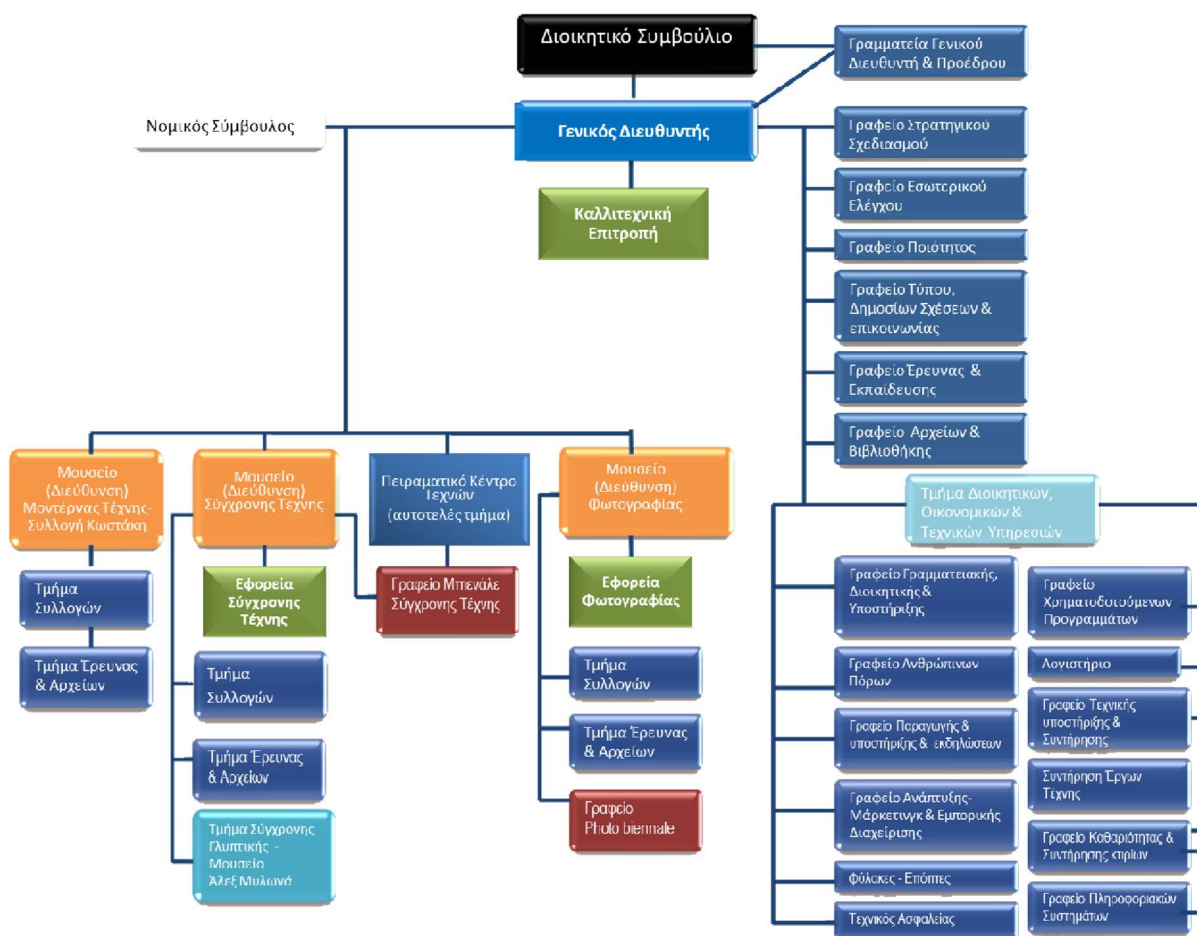 Διοικητικό Συμβούλιο
Γραμματεία Γενικού
Διευθυντή & Προέδρου
Νομικός Σύμβουλος
Γενικός Διευθυντής
Γραφείο Στρατηγικού
Σχεδιασμού
Γραφείο Εσωτερικού
Ελέγχου
Καλλιτεχνική
Επιτροπή
Γραφείο Ποιότητος
Γραφείο Τύπου,
Δημοσίων Σχέσεων &
επικοινωνίας
Γραφείο Έρευνας &
Εκπαίδευσης
Γραφείο Αρχείων &
Βιβλιοθήκης
Μουσείο
(Διεύθυνση)
Μοντέρνας Τέχνης-
Συλλογή Κωστάκη
Μουσείο
(Διεύθυνση)
Σύγχρονης Τέχνης
Πειραματικό Κέντρο
Τεχνών
(αυτοτελές τμήμα)
Μουσείο
(Διεύθυνση)
Φωτογραφίας
Τμήμα Διοικητικών,
Οικονομικών &
Τεχνικών Υπηρεσιών
Τμήμα
Συλλογών
Τμήμα Έρευνας
& Αρχείων
Εφορεία
Σύγχρονης
Τέχνης
Τμήμα
Συλλογών
Τμήμα Έρευνας
& Αρχείων
Τμήμα Σύγχρονης
Γλυπτικής -
Μουσείο
Άλεξ Μυλωνά
Γραφείο Μπενάλε
Σύγχρονης Τέχνης
Εφορεία
Φωτογραφίας
Τμήμα
Συλλογών
Τμήμα Έρευνας
& Αρχείων
Γραφείο
Photo biennale
Γραφείο Γραμματειακής,
Διοικητικής &
Υποστήριξης
Γραφείο Ανθρώπινων
Πόρων
Γραφείο Παραγωγής &
υποστήριξης & εκδηλώσεων
Γραφείο Ανάπτυξης-
Μάρκετινγκ & Εμπορικής
Διαχείρισης
Φύλακες - Επόπτες
Τεχνικός Ασφαλείας
Γραφείο
Χρηματοδοτούμενων
Προγραμμάτων
Λογιστήριο
Γραφείο Τεχνικής
υποστήριξης &
Συντήρησης
Συντήρηση Έργων
Τέχνης
Γραφείο Καθαριότητας &
Συντήρησης κτιρίων
Γραφείο Πληροφοριακών
Συστημάτων